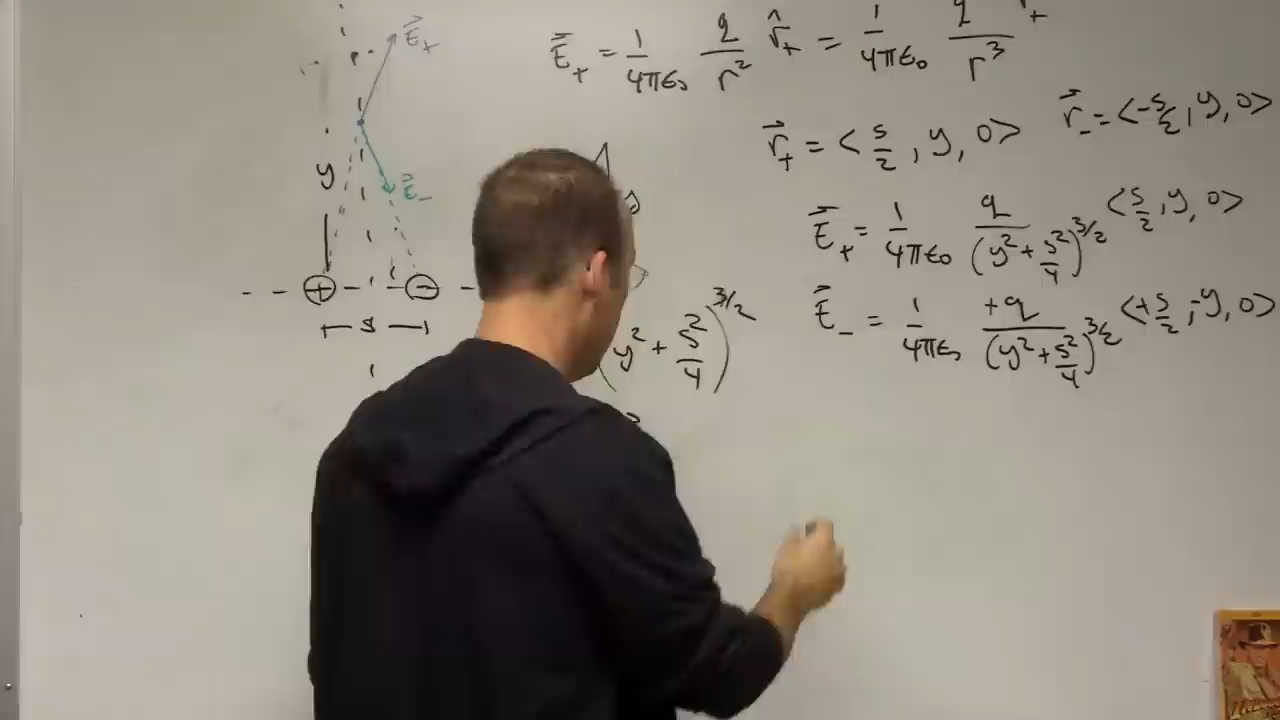 E⃗₊
E⃗₊ = 1/4πε₀ q/r² r̂₊ = 1/4πε₀ q/r³
r⃗₊ = <s/2, y, 0> r⃗₋ = <-s/2, y, 0>
y
E⃗₋
E⃗₊ = 1/4πε₀ q/(y² + s²/4)^3/2 <s/2, y, 0>
+ -
E⃗₋ = 1/4πε₀ +q/(y² + s²/4)^3/2 <+s/2, -y, 0>
s
(y² + s²/4)^3/2